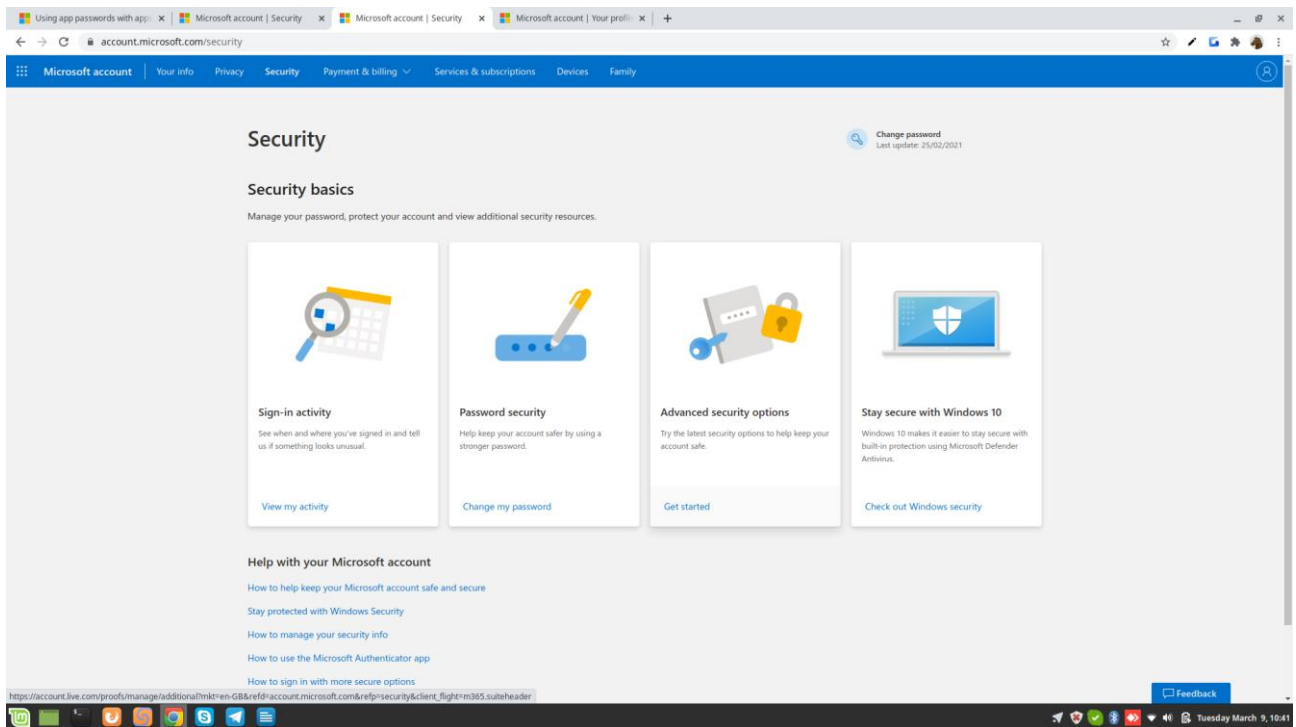 Using app passwords with app
Microsoft account | Security
Microsoft account | Security
Microsoft account | Your profil
account.microsoft.com/security
Microsoft account
Your info
Privacy
Security
Payment & billing
Services & subscriptions
Devices
Family
Security
Change password
Last update: 25/02/2021
Security basics
Manage your password, protect your account and view additional security resources.
Sign-in activity
See when and where you've signed in and tell
us if something looks unusual.
View my activity
Password security
Help keep your account safer by using a
stronger password.
Change my password
Advanced security options
Try the latest security options to help keep your
account safe.
Get started
Stay secure with Windows 10
Windows 10 makes it easier to stay secure with
built-in protection using Microsoft Defender
Antivirus.
Check out Windows security
Help with your Microsoft account
How to help keep your Microsoft account safe and secure
Stay protected with Windows Security
How to manage your security info
How to use the Microsoft Authenticator app
How to sign in with more secure options
https://account.live.com/proofs/manage/additional?mkt=en-GB&refd=account.microsoft.com&refp=security&client_flight=m365.suiteheader
Feedback
Tuesday March 9, 10:41